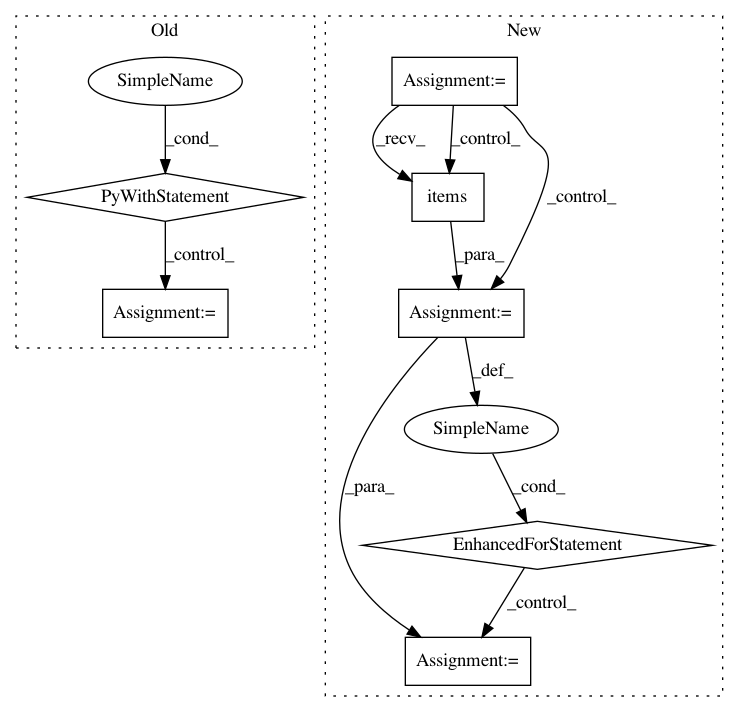 Old
SimpleName
_cond_
PyWithStatement
_control_
Assignment:=
New
Assignment:=
_recv_
_control_
items
_control_
_para_
Assignment:=
_def_
SimpleName
_para_
_cond_
EnhancedForStatement
_control_
Assignment:=